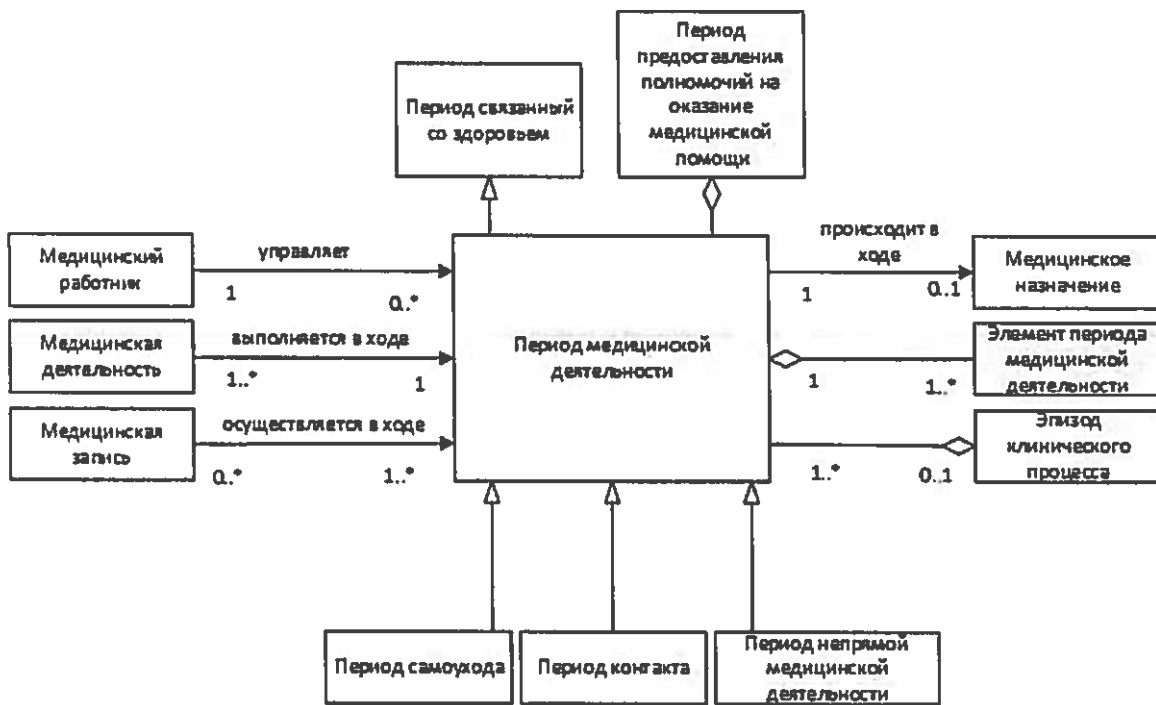 Период
предоставления
полномочий на
оказание
медицинской
помощи
Период связанный
со здоровьем
Медицинский
работник
управляет
1
0..*
Медицинская
деятельность
выполняется в ходе
1..*
1
Медицинская
запись
осуществляется в ходе
0..*
1..*
Период медицинской
деятельности
происходит в
ходе
1
0..1
Медицинское
назначение
1
1..*
Элемент периода
медицинской
деятельности
1..*
0..1
Эпизод
клинического
процесса
Период самоухода
Период контакта
Период непрямой
медицинской
деятельности